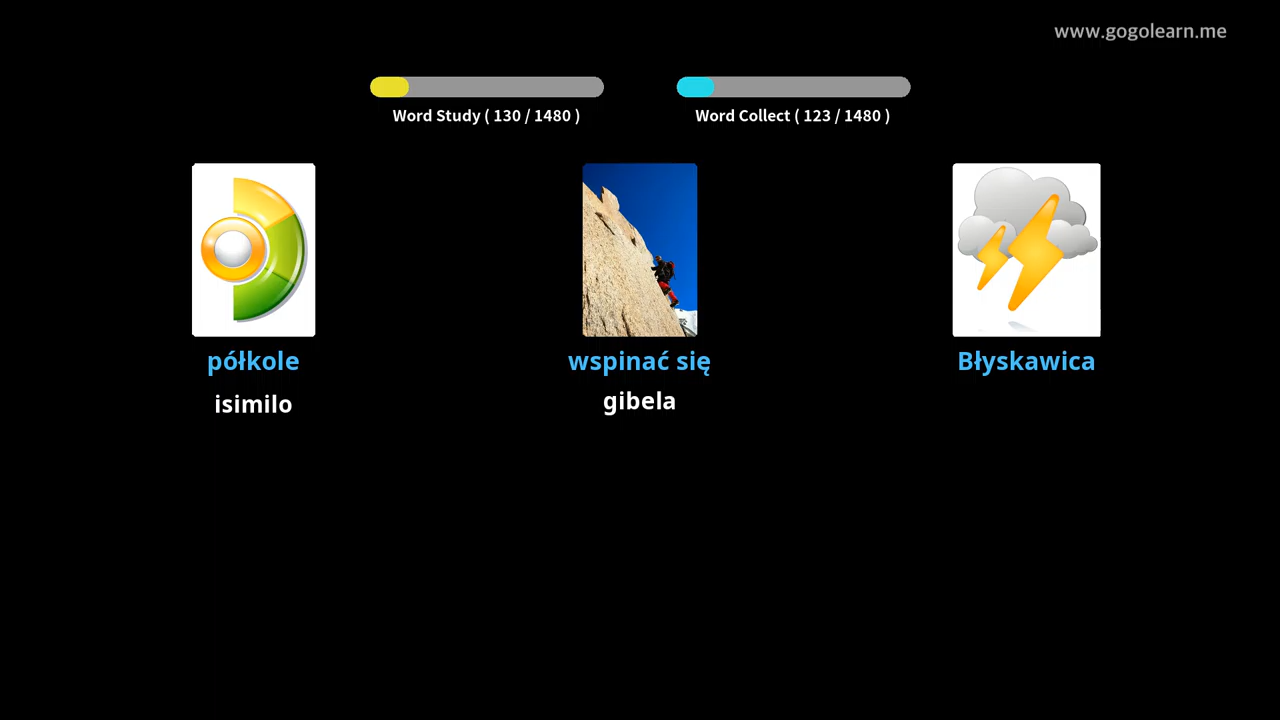 www.gogolearn.me
Word Study ( 130 / 1480 )
Word Collect ( 123 / 1480 )
półkole
wspinać się
Błyskawica
isimilo
gibela